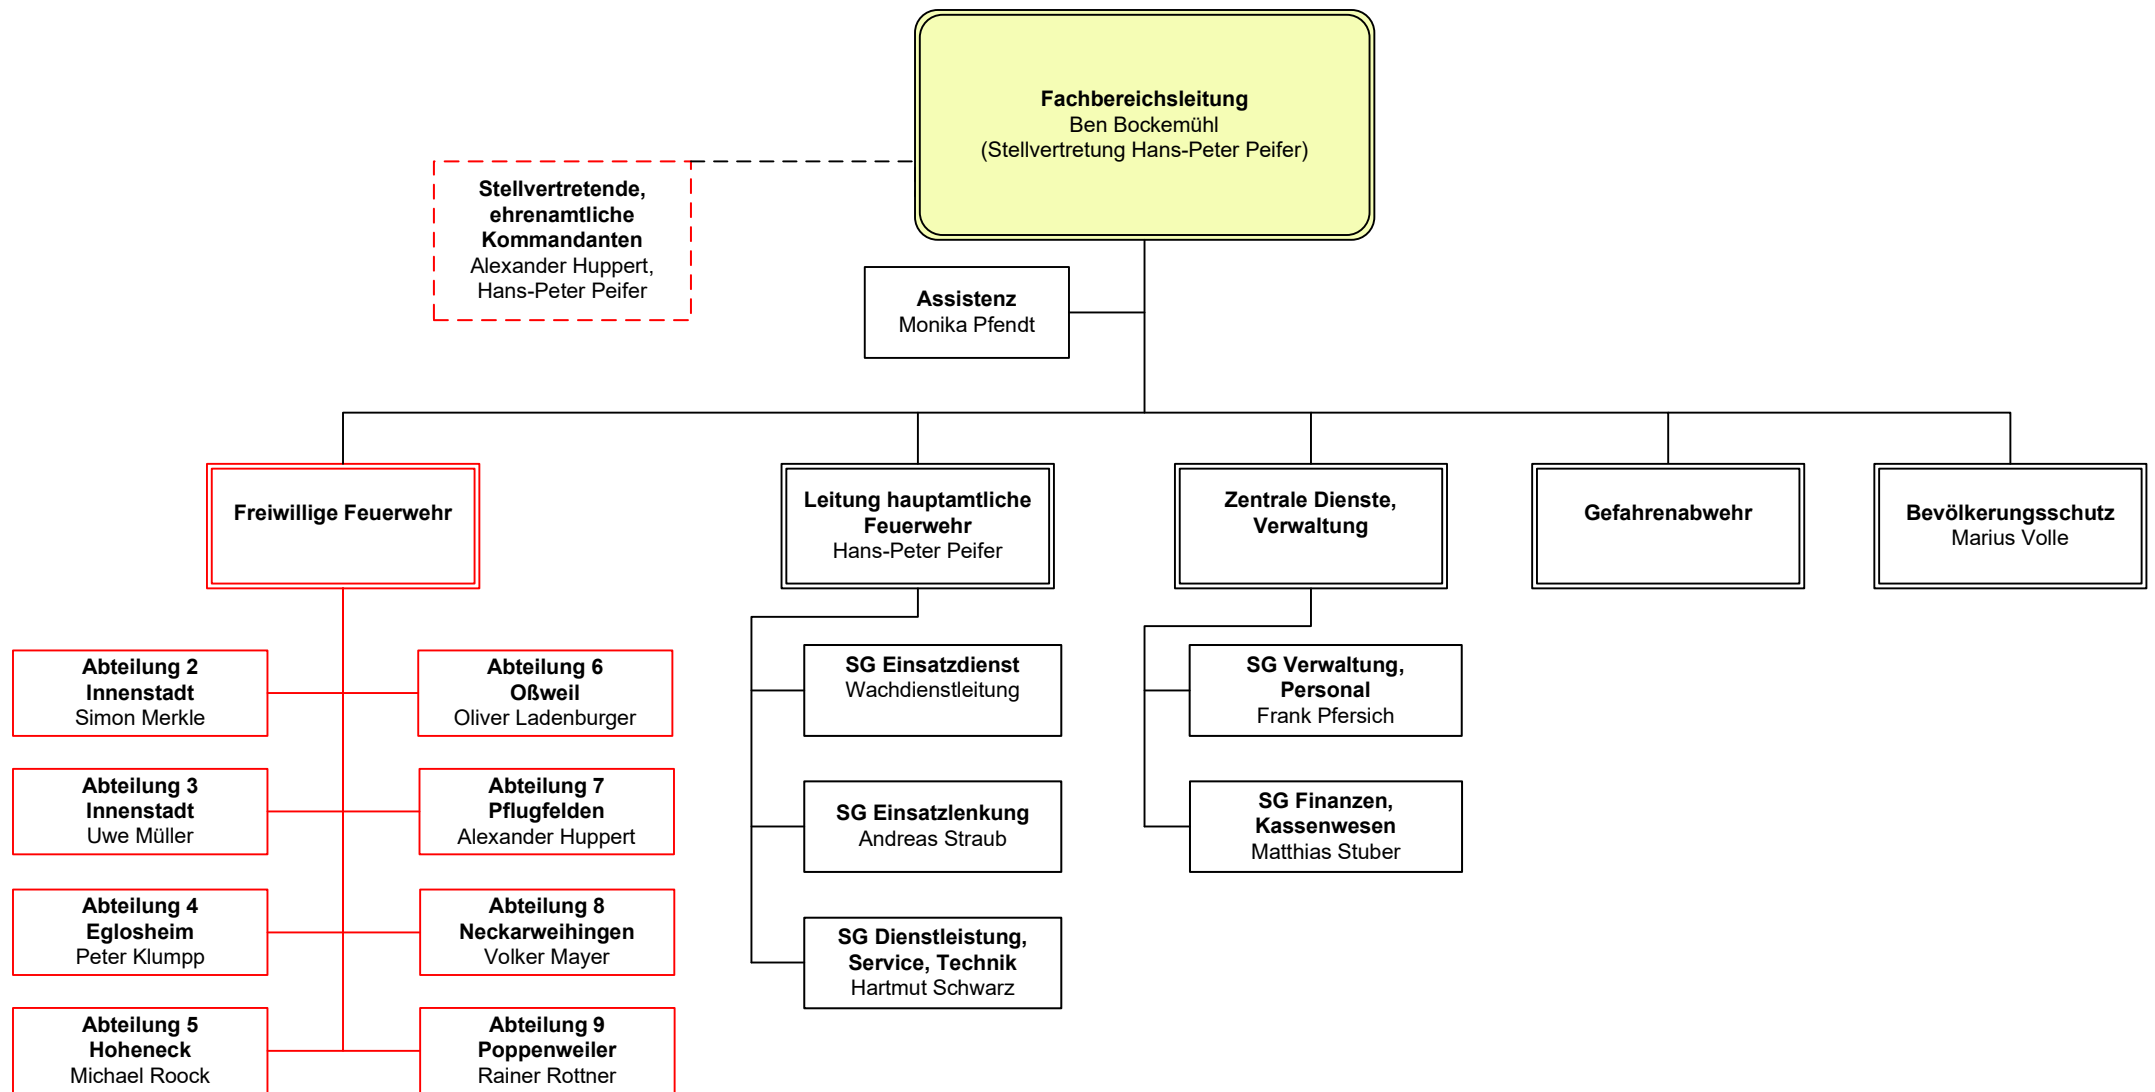 Fachbereichsleitung
Ben Bockemühl
(Stellvertretung Hans-Peter Peifer)
Stellvertretende,
ehrenamtliche
Kommandanten
Alexander Huppert,
Hans-Peter Peifer
Assistenz
Monika Pfendt
Freiwillige Feuerwehr
Leitung hauptamtliche
Feuerwehr
Hans-Peter Peifer
Zentrale Dienste,
Verwaltung
Gefahrenabwehr
Bevölkerungsschutz
Marius Volle
Abteilung 2
Innenstadt
Simon Merkle
Abteilung 6
Oßweil
Oliver Ladenburger
SG Einsatzdienst
Wachdienstleitung
SG Verwaltung,
Personal
Frank Pfersich
Abteilung 3
Innenstadt
Uwe Müller
Abteilung 7
Pflugfelden
Alexander Huppert
SG Einsatzlenkung
Andreas Straub
SG Finanzen,
Kassenwesen
Matthias Stuber
Abteilung 4
Eglosheim
Peter Klumpp
Abteilung 8
Neckarweihingen
Volker Mayer
SG Dienstleistung,
Service, Technik
Hartmut Schwarz
Abteilung 5
Hoheneck
Michael Roock
Abteilung 9
Poppenweiler
Rainer Rottner